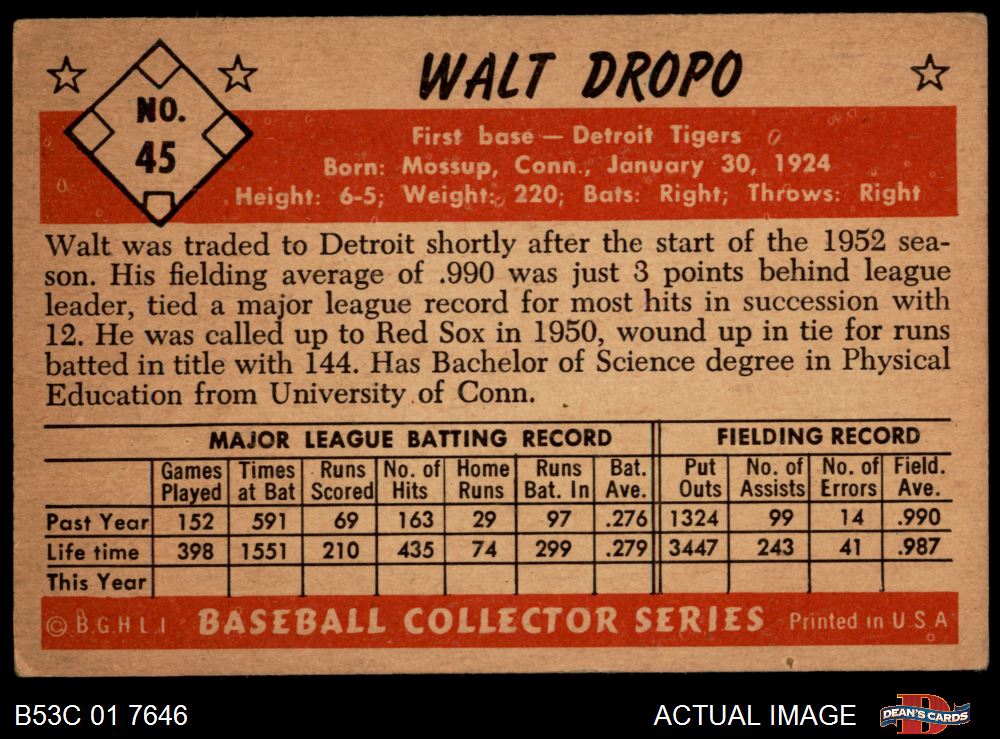 WALT DROPO
NO.
45
First base — Detroit Tigers
Born: Mossup, Conn., January 30, 1924
Height: 6-5; Weight: 220; Bats: Right; Throws: Right
Walt was traded to Detroit shortly after the start of the 1952 sea-
son. His fielding average of .990 was just 3 points behind league
leader, tied a major league record for most hits in succession with
12. He was called up to Red Sox in 1950, wound up in tie for runs
batted in title with 144. Has Bachelor of Science degree in Physical
Education from University of Conn.
MAJOR LEAGUE BATTING RECORD FIELDING RECORD
Games Times Runs No. of Home Runs Bat. Put No. of No. of Field.
Played at Bat Scored Hits Runs Bat. In Ave. Outs Assists Errors Ave.
Past Year 152 591 69 163 29 97 .276 1324 99 14 .990
Life time 398 1551 210 435 74 299 .279 3447 243 41 .987
This Year
© B.G.H L I BASEBALL COLLECTOR SERIES Printed in U.S.A
B53C 01 7646 ACTUAL IMAGE DEAN'S CARDS